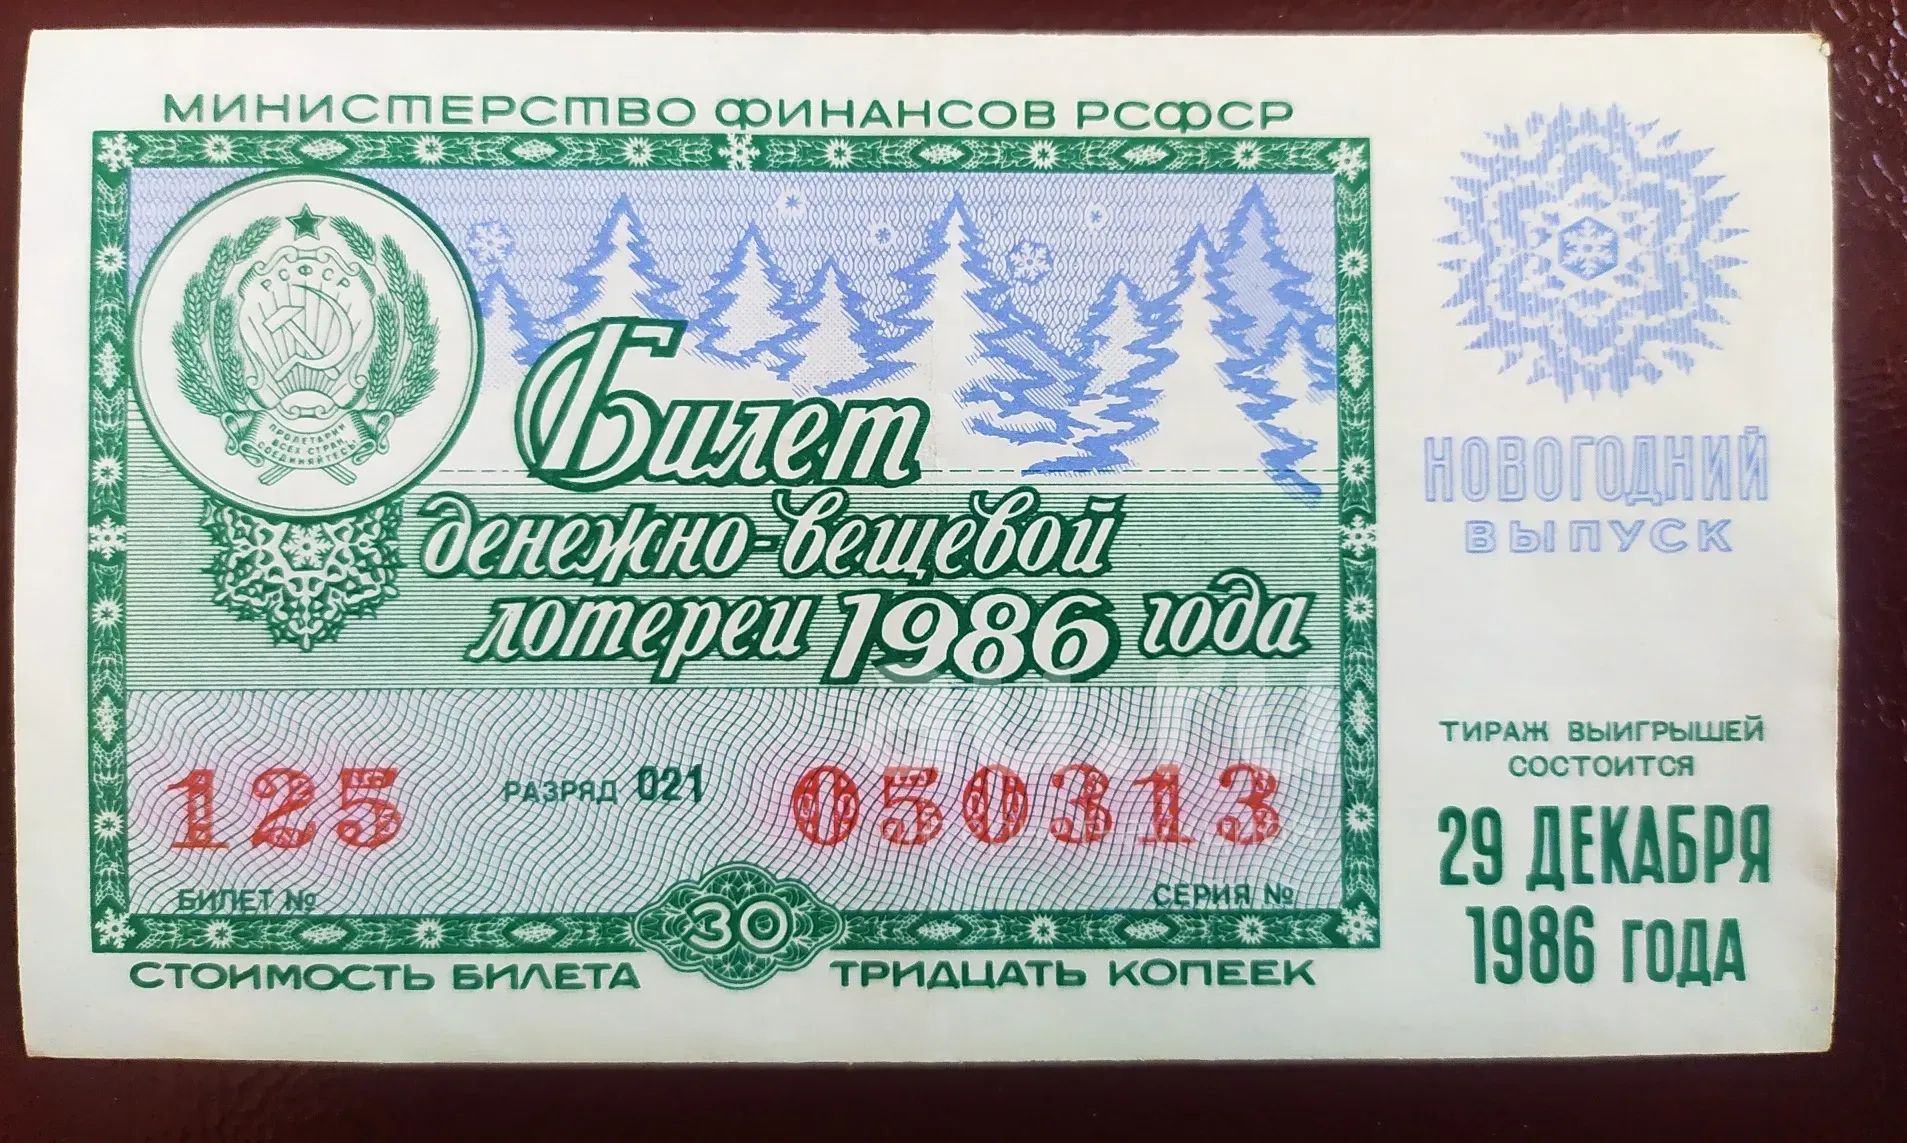 МИНИСТЕРСТВО ФИНАНСОВ РСФСР
РСФСР
ПРОЛЕТАРИИ
ВСЕХ СТРАН,
СОЕДИНЯЙТЕСЬ!
Билет
денежно-вещевой
лотереи 1986 года
125 РАЗРЯД 021 050313
БИЛЕТ № СЕРИЯ №
30
СТОИМОСТЬ БИЛЕТА ТРИДЦАТЬ КОПЕЕК
НОВОГОДНИЙ
ВЫПУСК
ТИРАЖ ВЫИГРЫШЕЙ
СОСТОИТСЯ
29 ДЕКАБРЯ
1986 ГОДА